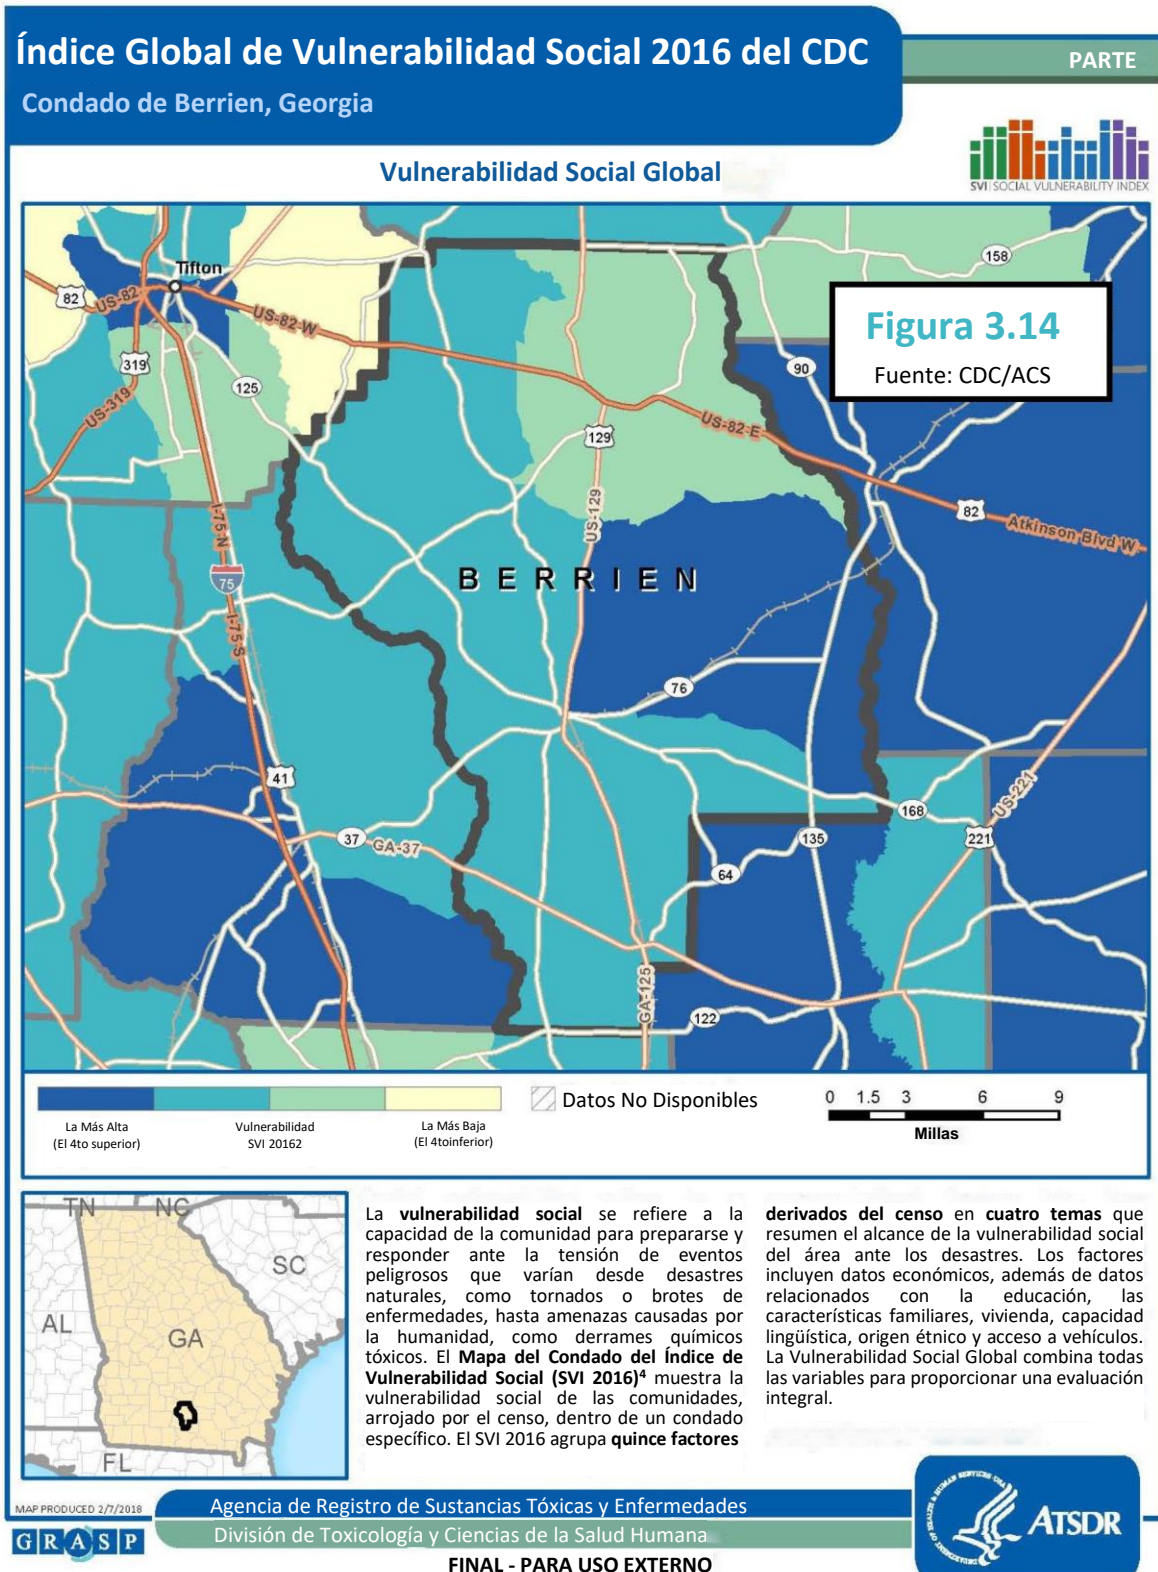 Índice Global de Vulnerabilidad Social 2016 del CDC
PARTE
Condado de Berrien, Georgia
SVI | SOCIAL VULNERABILITY INDEX
Vulnerabilidad Social Global
Tifton
158
82
US-82
US-82 W
Figura 3.14
Fuente: CDC/ACS
319
125
90
US-319
129
US-82 E
US-129
I-75 N
82
Atkinson Blvd W
75
BERRIEN
I-75 S
76
41
US-221
168
37
GA-37
135
221
64
GA-125
122
La Más Alta
(El 4to superior)
Vulnerabilidad
SVI 20162
La Más Baja
(El 4toinferior)
Datos No Disponibles
0 1.5 3 6 9
Millas
TN
NC
SC
AL
GA
FL
La vulnerabilidad social se refiere a la
capacidad de la comunidad para prepararse y
responder ante la tensión de eventos
peligrosos que varían desde desastres
naturales, como tornados o brotes de
enfermedades, hasta amenazas causadas por
la humanidad, como derrames químicos
tóxicos. El Mapa del Condado del Índice de
Vulnerabilidad Social (SVI 2016)⁴ muestra la
vulnerabilidad social de las comunidades,
arrojado por el censo, dentro de un condado
específico. El SVI 2016 agrupa quince factores
derivados del censo en cuatro temas que
resumen el alcance de la vulnerabilidad social
del área ante los desastres. Los factores
incluyen datos económicos, además de datos
relacionados con la educación, las
características familiares, vivienda, capacidad
lingüística, origen étnico y acceso a vehículos.
La Vulnerabilidad Social Global combina todas
las variables para proporcionar una evaluación
integral.
MAP PRODUCED 2/7/2018
GRASP
Agencia de Registro de Sustancias Tóxicas y Enfermedades
División de Toxicología y Ciencias de la Salud Humana
FINAL - PARA USO EXTERNO
ATSDR